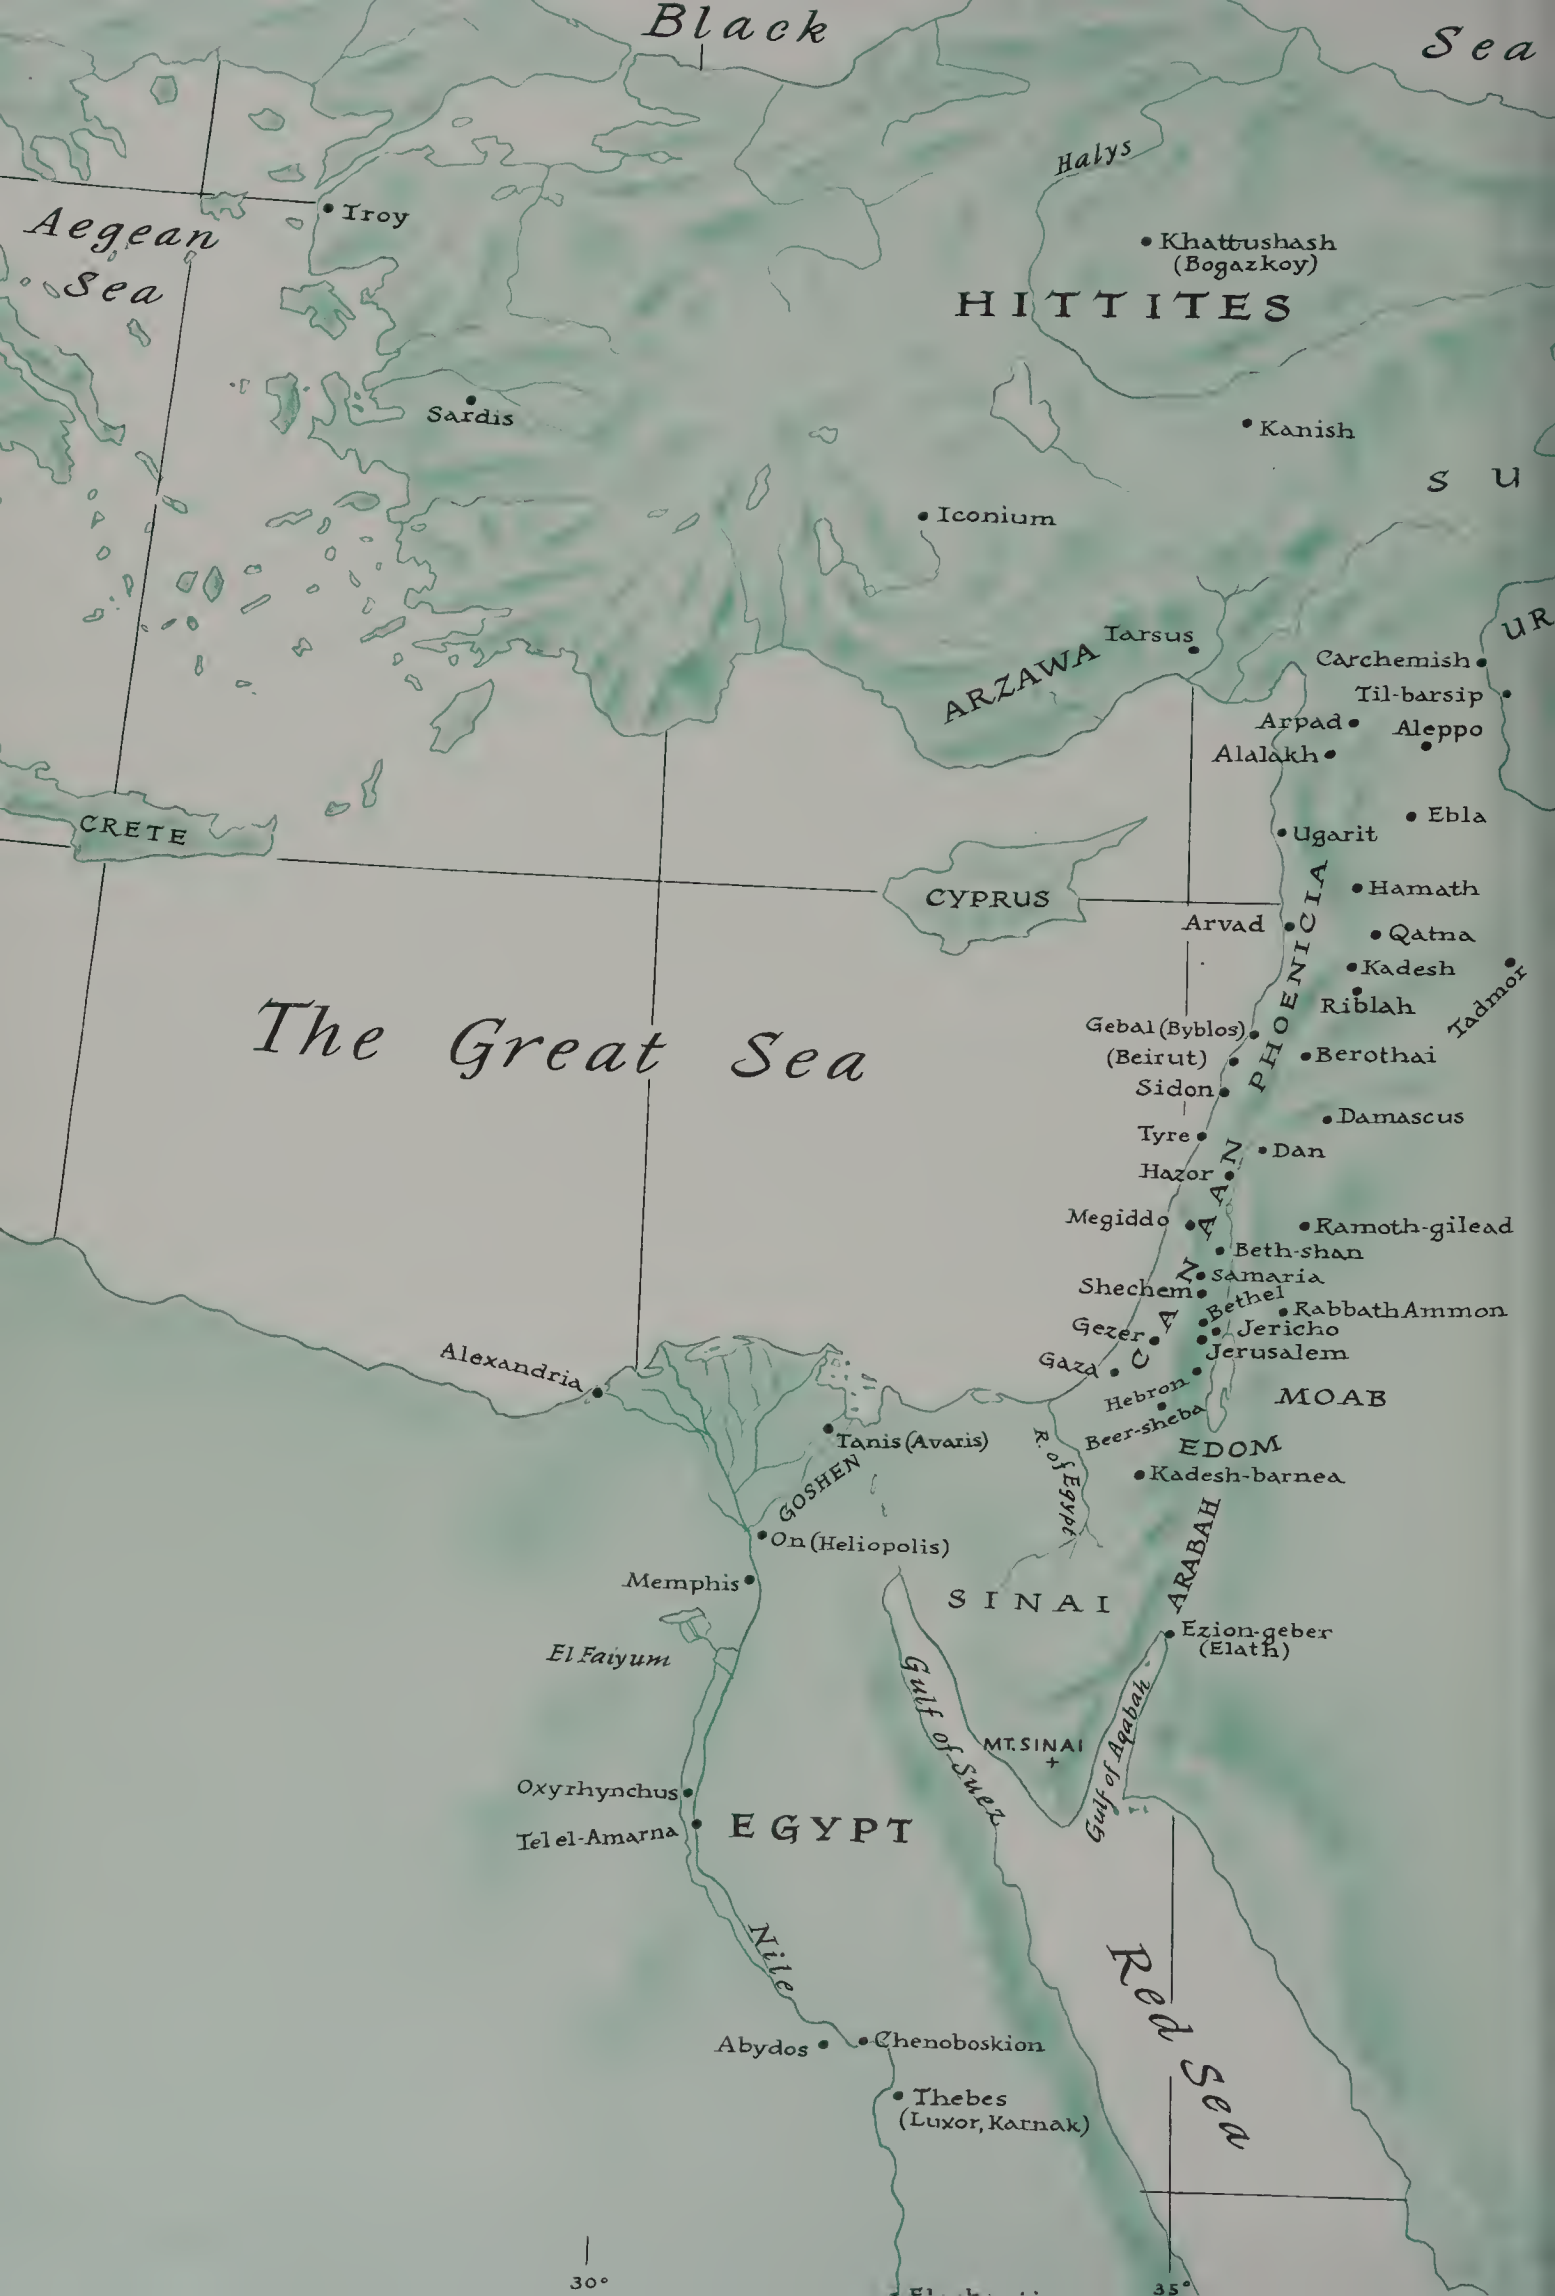 Black
Sea
Halys
Aegean
Sea
Troy
Khattushash
(Bogazkoy)
HITTITES
Sardis
Kanish
S U
Iconium
Tarsus
ARZAWA
UR
Carchemish
Til-barsip
Arpad
Aleppo
Alalakh
CRETE
Ebla
Ugarit
CYPRUS
Hamath
PHOENICIA
Arvad
Qatna
Kadesh
Tadmor
Riblah
The Great Sea
Gebal (Byblos)
(Beirut)
Berothai
Sidon
Damascus
Tyre
Dan
Hazor
CANAAN
Megiddo
Ramoth-gilead
Beth-shan
Samaria
Shechem
Bethel
Rabbath Ammon
Gezer
Jericho
Jerusalem
Gaza
Alexandria
Hebron
MOAB
Beer-sheba
Tanis (Avaris)
EDOM
R. of Egypt
Kadesh-barnea
GOSHEN
On (Heliopolis)
ARABAH
Memphis
SINAI
Ezion-geber
(Elath)
El Faiyum
Gulf of Suez
MT. SINAI
Gulf of Aqabah
Oxyrhynchus
Tel el-Amarna
EGYPT
Nile
Red Sea
Abydos
Chenoboskion
Thebes
(Luxor, Karnak)
30°
35°